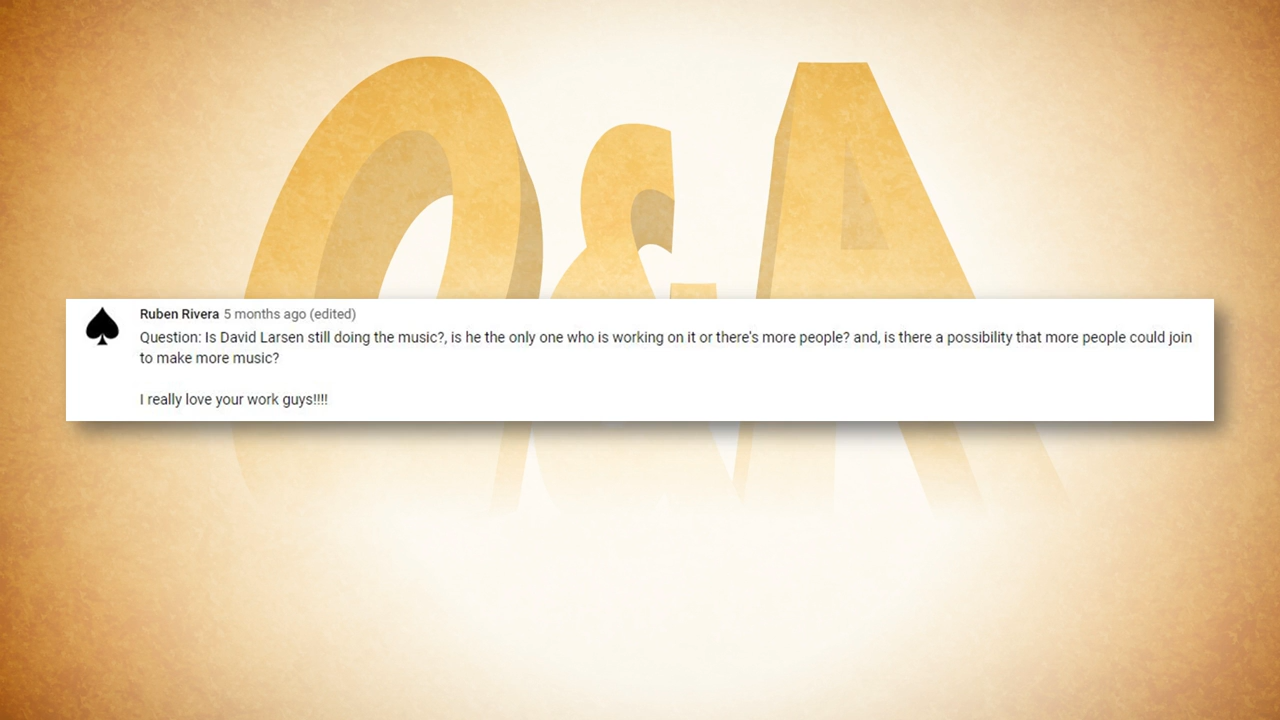 Q&A
Ruben Rivera 5 months ago (edited)
Question: Is David Larsen still doing the music?, is he the only one who is working on it or there's more people? and, is there a possibility that more people could join
to make more music?
I really love your work guys!!!!